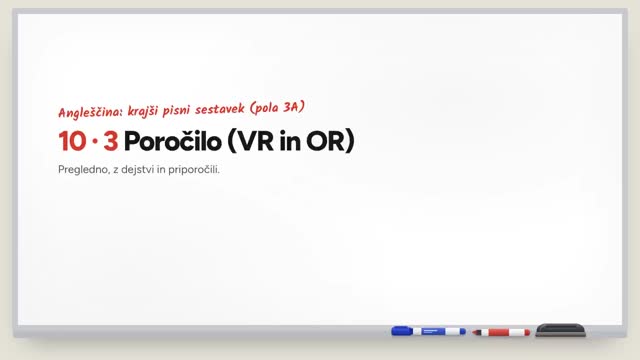 Angleščina: krajši pisni sestavek (pola 3A)
10 · 3 Poročilo (VR in OR)
Pregledno, z dejstvi in priporočili.